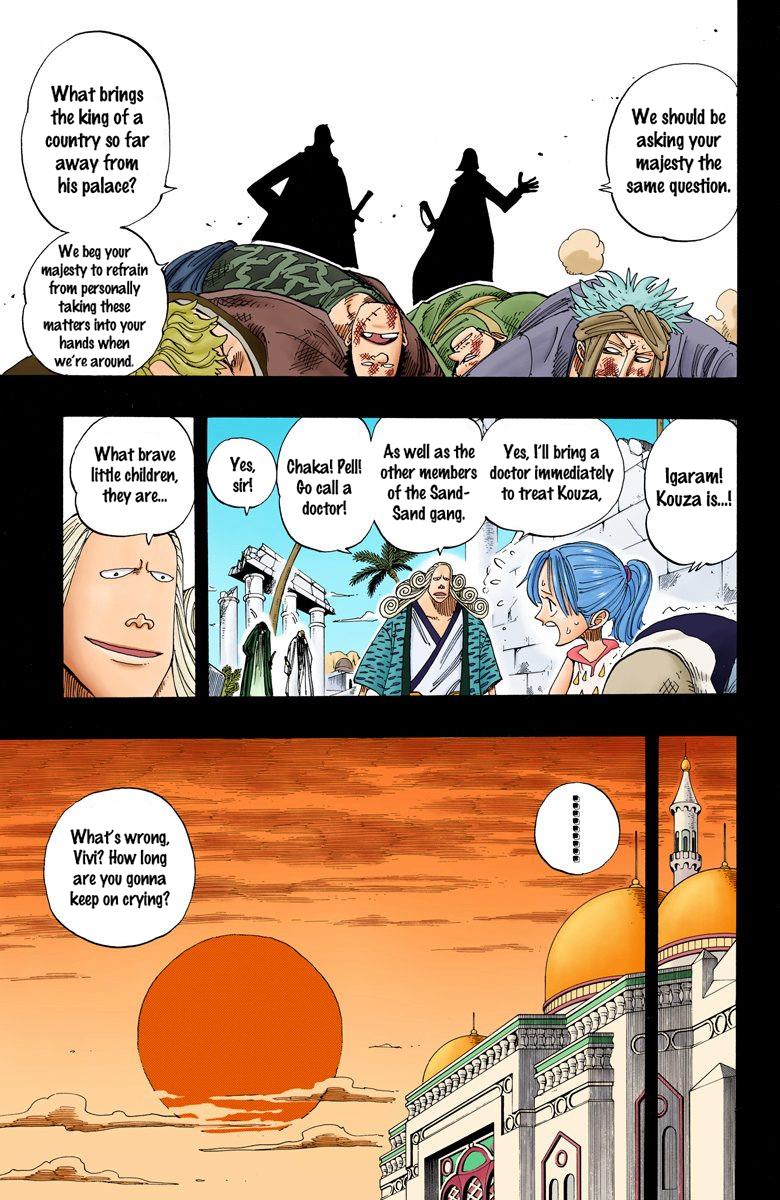 We should be
asking your
majesty the
same question.
What brings
the king of a
country so far
away from
his palace?
We beg your
majesty to refrain
from personally
taking these
matters into your
hands when
we're around.
Igaram!
Kouza is...!
Yes, I'll bring a
doctor immediately
to treat Kouza,
As well as the
other members
of the Sand-
Sand gang.
Chaka! Pell!
Go call a
doctor!
Yes,
sir!
What brave
little children,
they are...
What's wrong,
Vivi? How long
are you gonna
keep on crying?